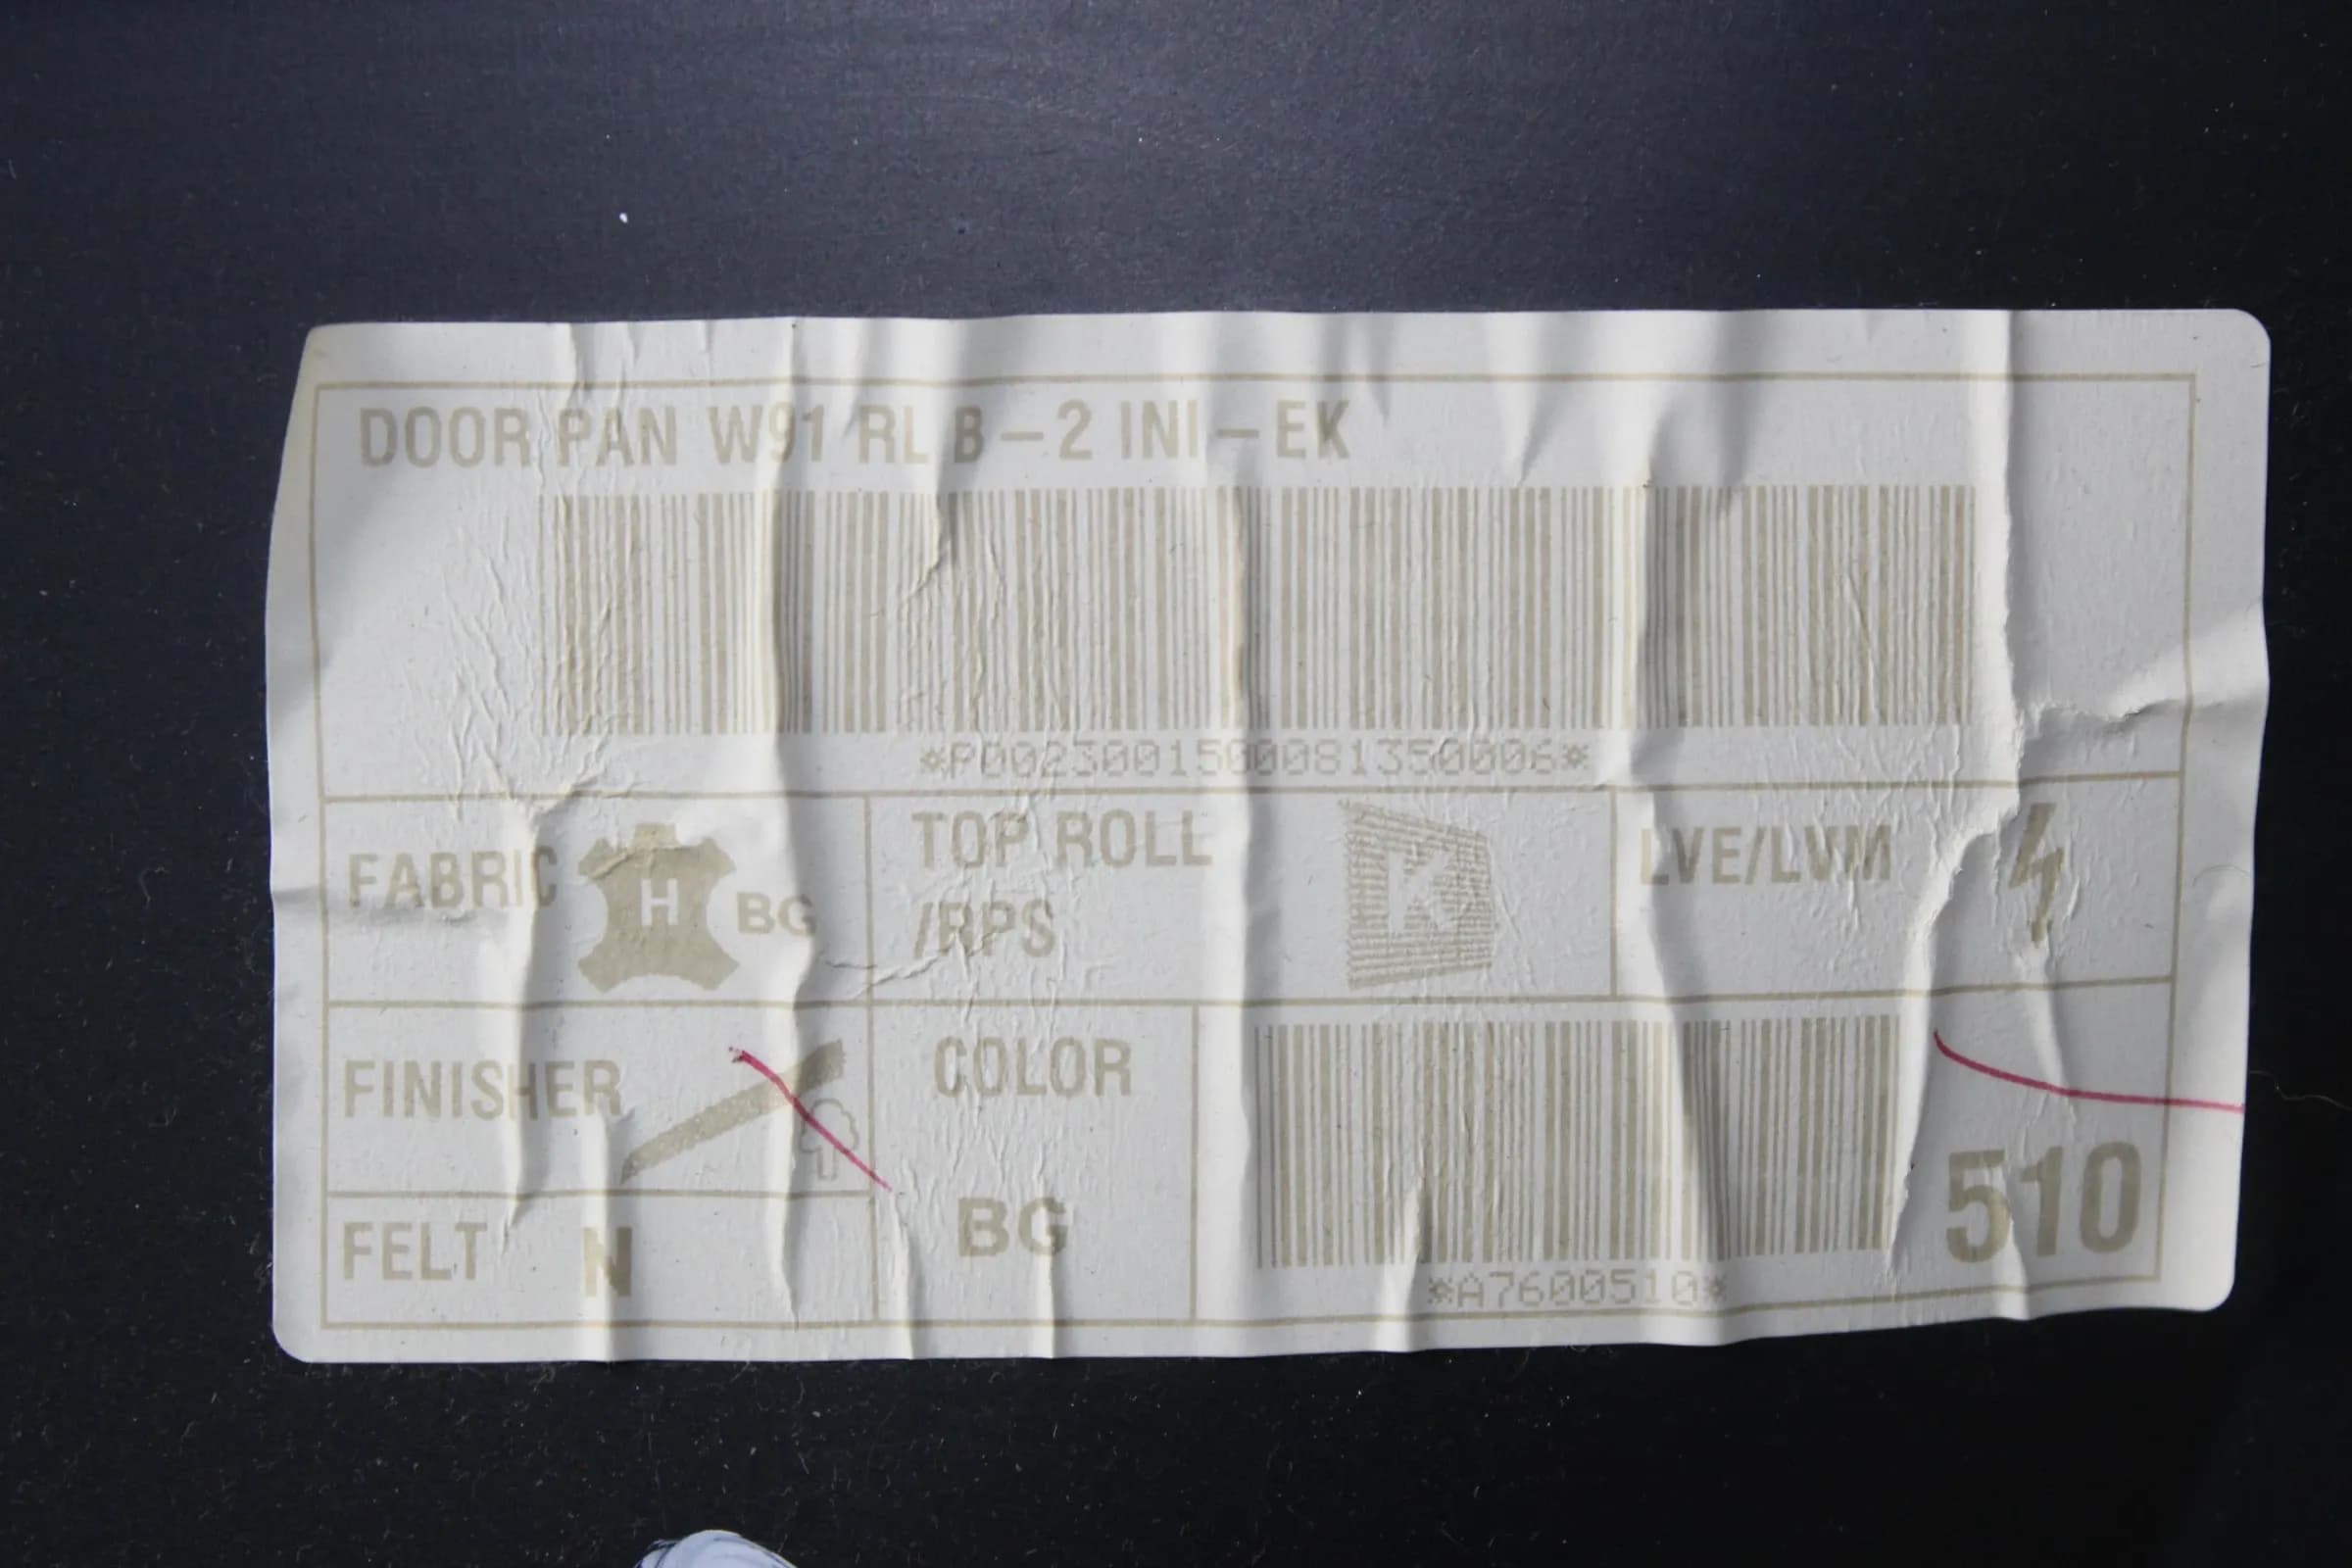 DOOR PAN W91 RL B-2 INI-EK
*P0023001500081350006*
FABRIC H BG
TOP ROLL
/RPS
K
LVE/LVM
FINISHER
COLOR
BG
FELT N
510
*A7600510*